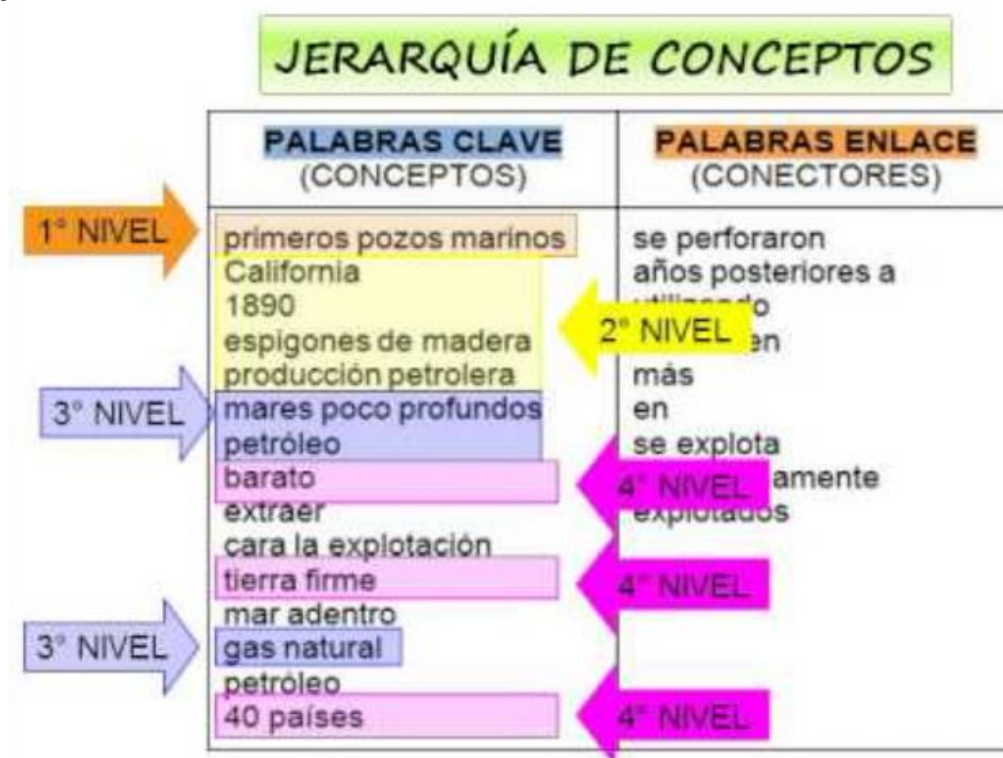 JERARQUÍA DE CONCEPTOS
PALABRAS CLAVE
(CONCEPTOS)
PALABRAS ENLACE
(CONECTORES)
1° NIVEL
primeros pozos marinos
California
1890
espigones de madera
producción petrolera
mares poco profundos
petróleo
barato
extraer
cara la explotación
tierra firme
mar adentro
gas natural
petróleo
40 países
3° NIVEL
3° NIVEL
se perforaron
años posteriores a
2° NIVEL
más
en
se explota
explotados
4° NIVEL
4° NIVEL
4° NIVEL